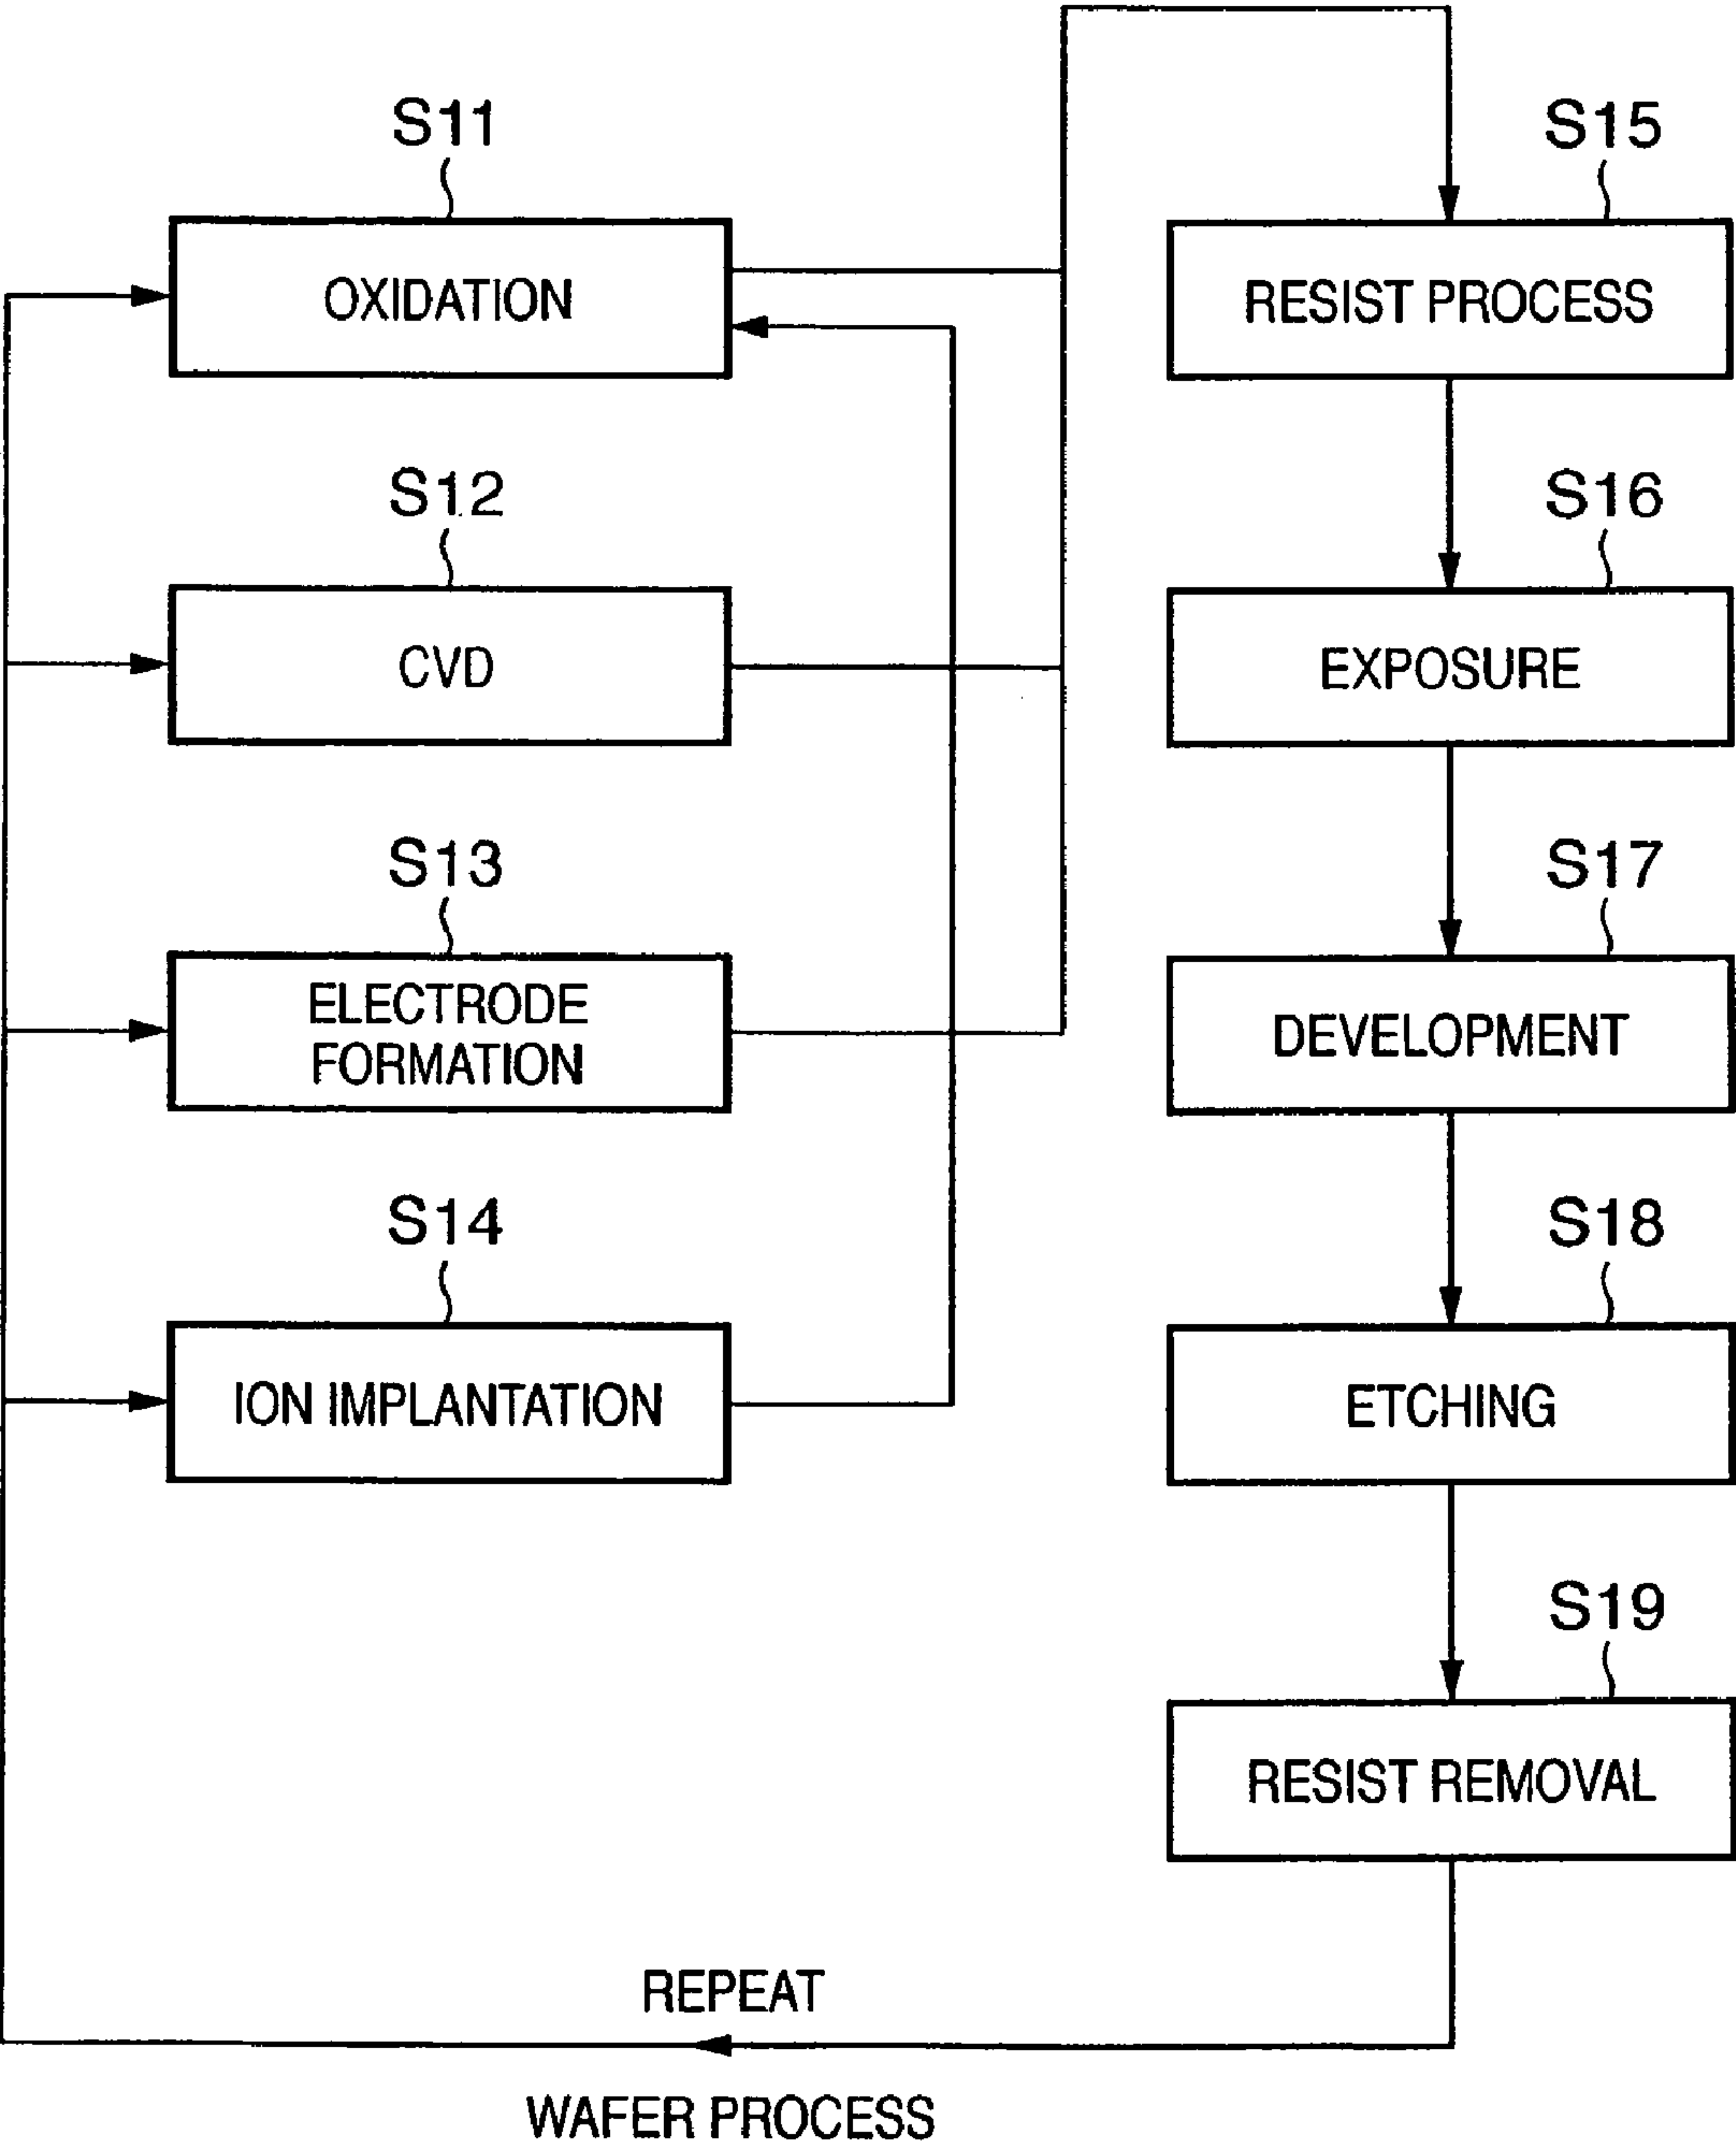 S11
OXIDATION
S12
CVD
S13
ELECTRODE
FORMATION
S14
ION IMPLANTATION
S15
RESIST PROCESS
S16
EXPOSURE
S17
DEVELOPMENT
S18
ETCHING
S19
RESIST REMOVAL
REPEAT
WAFER PROCESS